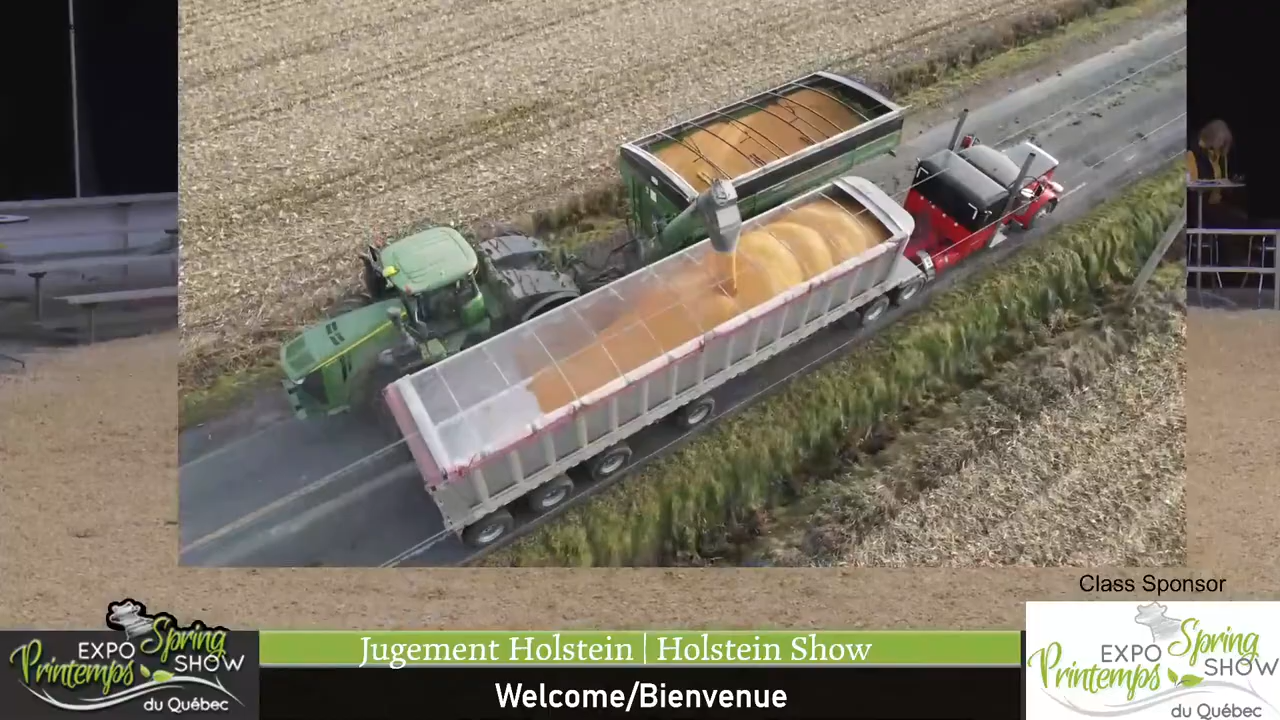 Class Sponsor
EXPO
Printemps
Spring
SHOW
du Québec
Jugement Holstein | Holstein Show
Welcome/Bienvenue
EXPO
Printemps
Spring
SHOW
du Québec